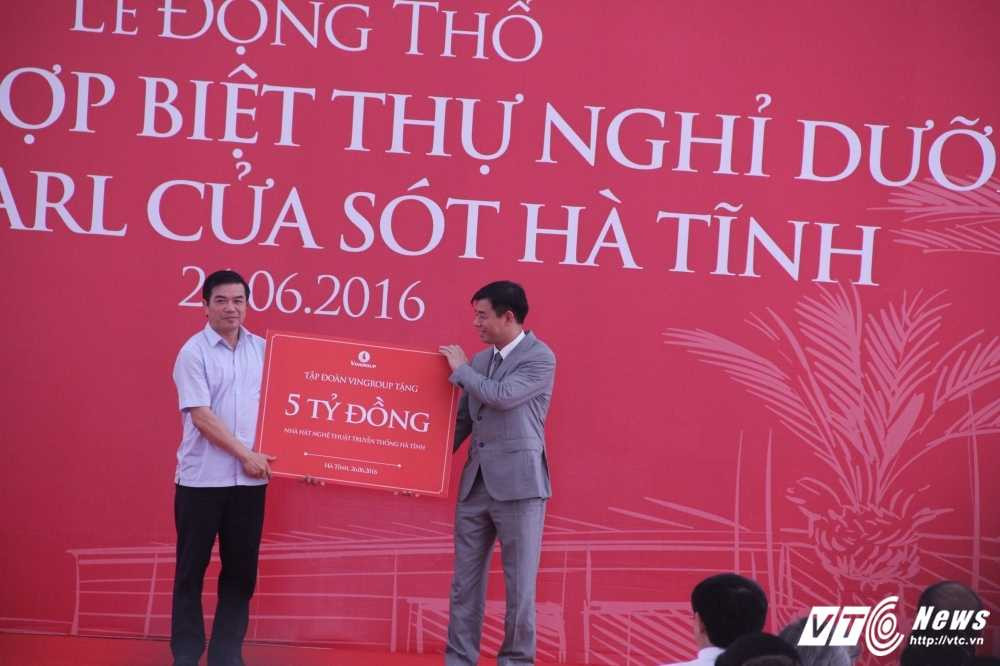 LỄ ĐỘNG THỔ
ỢP BIỆT THỰ NGHỈ DƯỠ
ARL CỬA SÓT HÀ TĨNH
2 .06.2016
VINGROUP
TẬP ĐOÀN VINGROUP TẶNG
5 TỶ ĐỒNG
NHÀ HÁT NGHỆ THUẬT TRUYỀN THỐNG HÀ TĨNH
HÀ TĨNH, 26.06.2016
VTC NEWS
http://vtc.vn